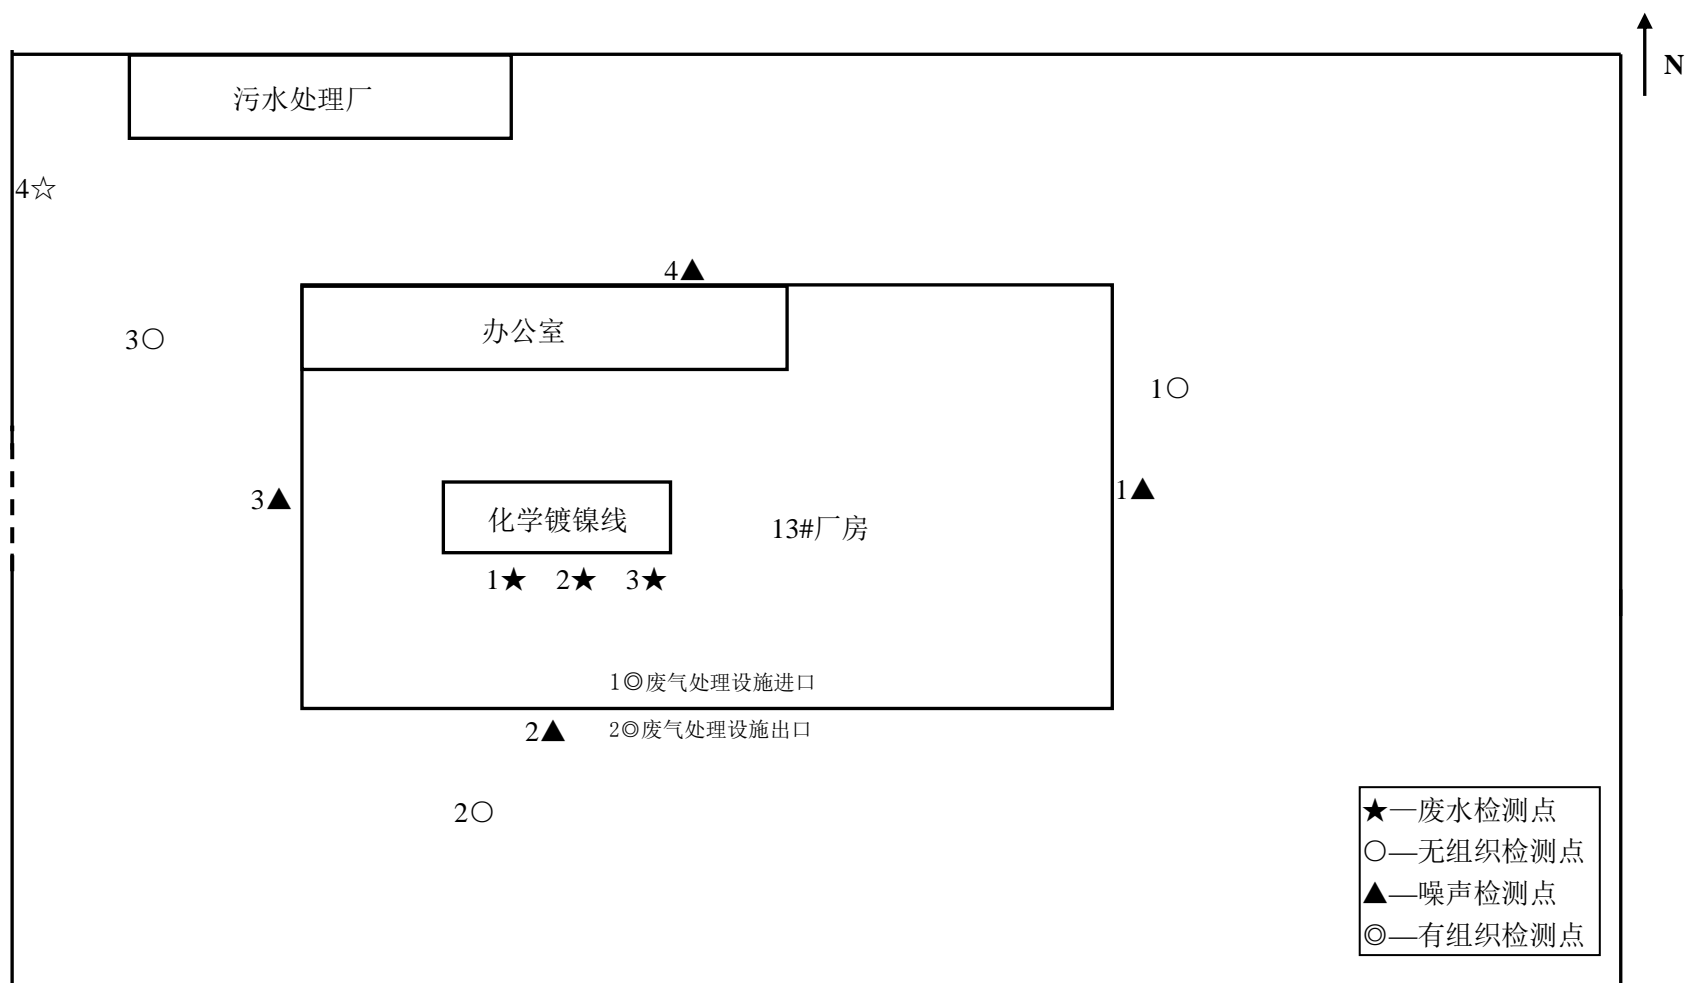 N
污水处理厂
4☆
4▲
办公室
3○
1○
3▲
化学镀镍线
1▲
13#厂房
1★ 2★ 3★
1◎废气处理设施进口
2▲
2◎废气处理设施出口
2○
★—废水检测点
○—无组织检测点
▲—噪声检测点
◎—有组织检测点